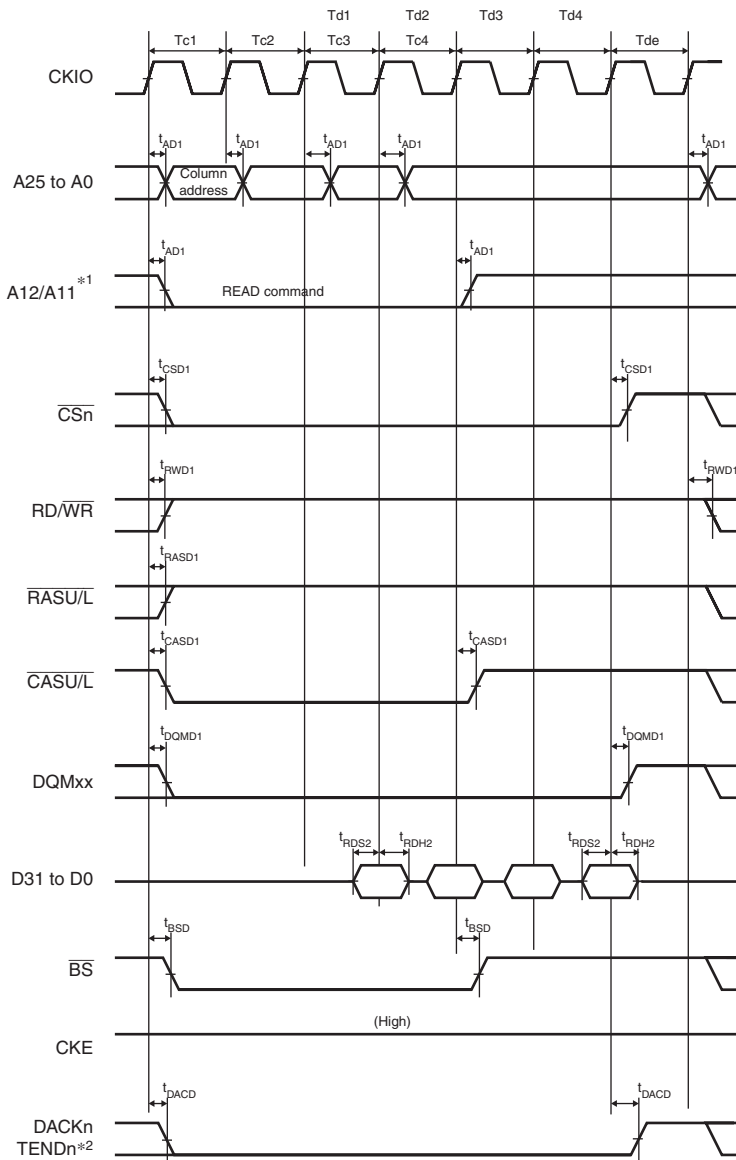 Td1 Td2 Td3 Td4
Tc1 Tc2 Tc3 Tc4 Tde
CKIO
tAD1 tAD1 tAD1 tAD1 tAD1
A25 to A0
Column
address
tAD1 tAD1
A12/A11*1
READ command
tCSD1 tCSD1
CSn
tRWD1 tRWD1
RD/WR
tRASD1
RASU/L
tCASD1 tCASD1
CASU/L
tDQMD1 tDQMD1
DQMxx
tRDS2 tRDH2 tRDS2 tRDH2
D31 to D0
tBSD tBSD
BS
(High)
CKE
tDACD tDACD
DACKn
TENDn*2